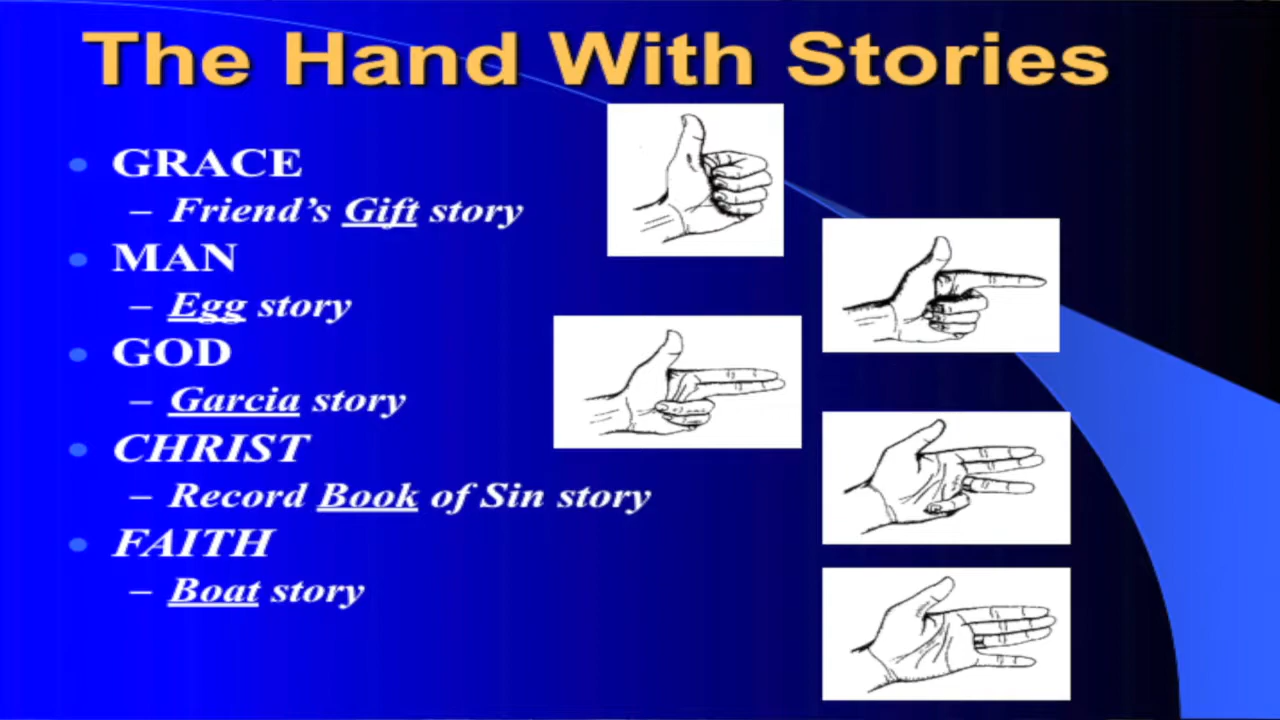 The Hand With Stories
GRACE
– Friend’s Gift story
MAN
– Egg story
GOD
– Garcia story
CHRIST
– Record Book of Sin story
FAITH
– Boat story